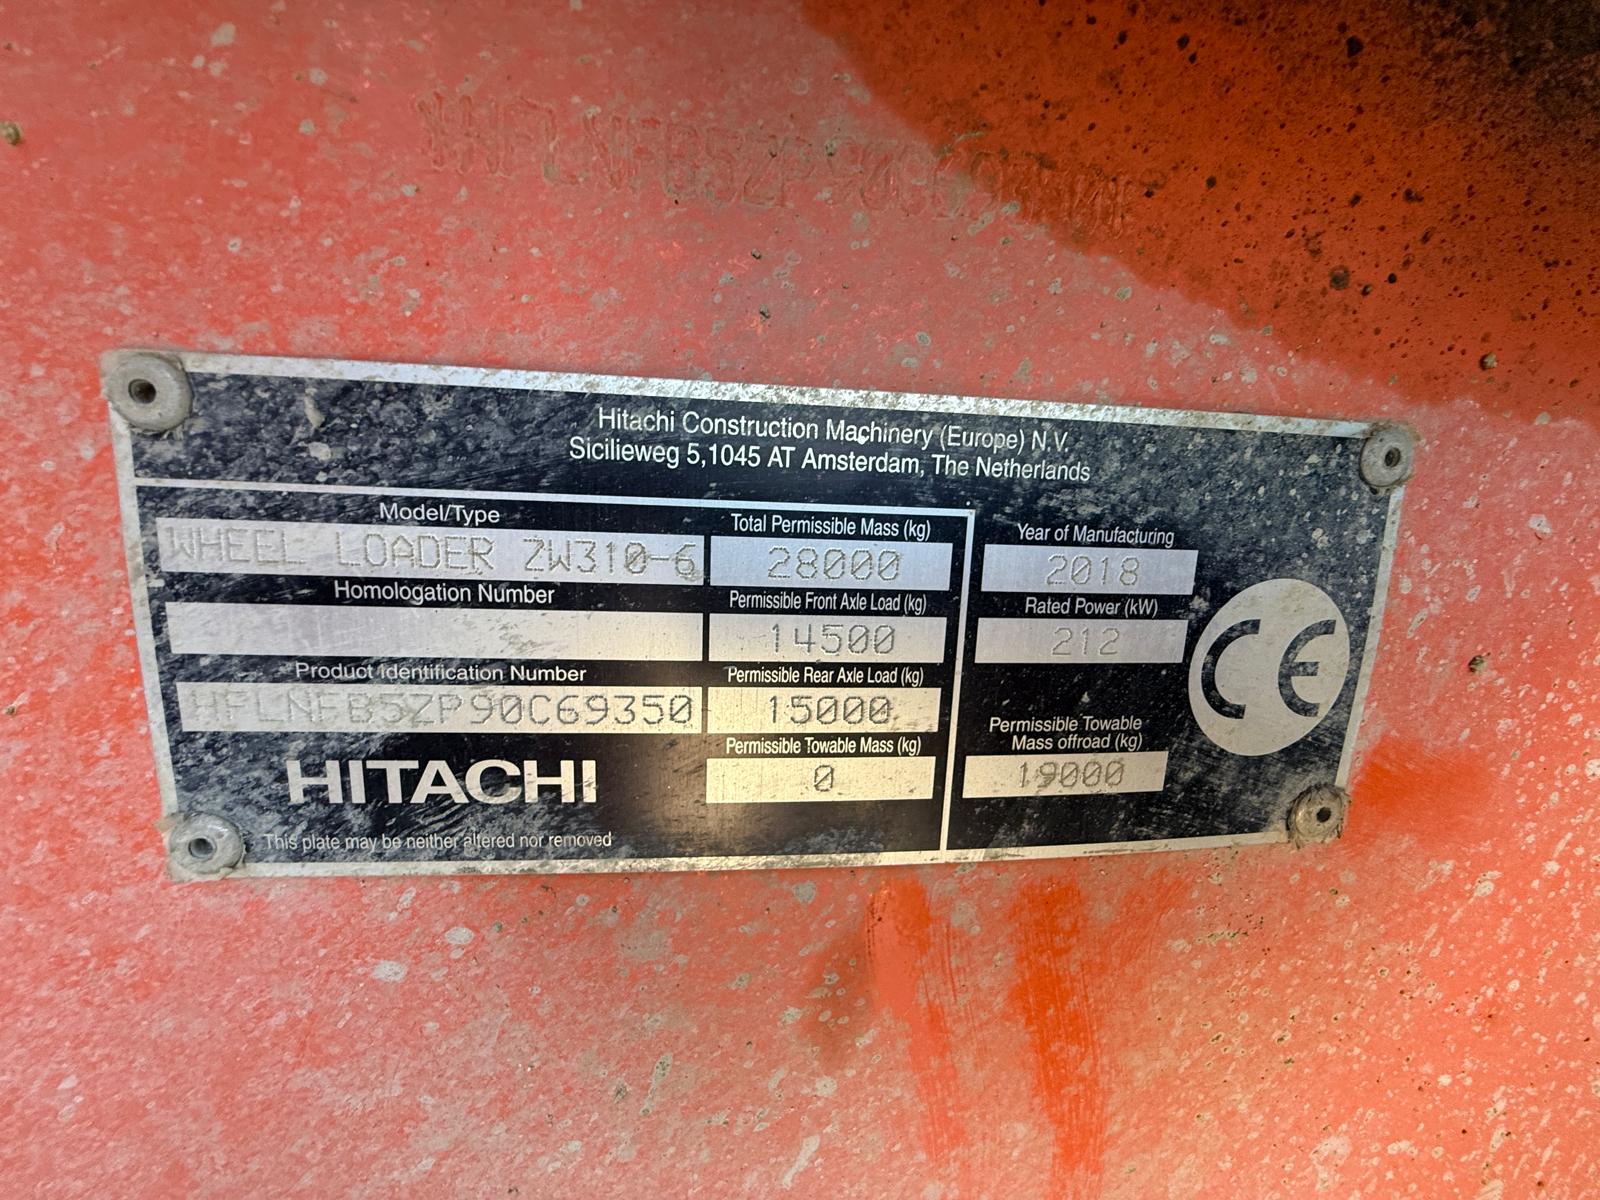 Hitachi Construction Machinery (Europe) N.V.
Sicilieweg 5,1045 AT Amsterdam, The Netherlands
Model/Type
WHEEL LOADER ZW310-6
Homologation Number
Product Identification Number
HFLNFB5ZP90C69350
HITACHI
This plate may be neither altered nor removed
Total Permissible Mass (kg)
28000
Permissible Front Axle Load (kg)
14500
Permissible Rear Axle Load (kg)
15000
Permissible Towable Mass (kg)
0
Year of Manufacturing
2018
Rated Power (kW)
212
Permissible Towable
Mass offroad (kg)
19000
CE